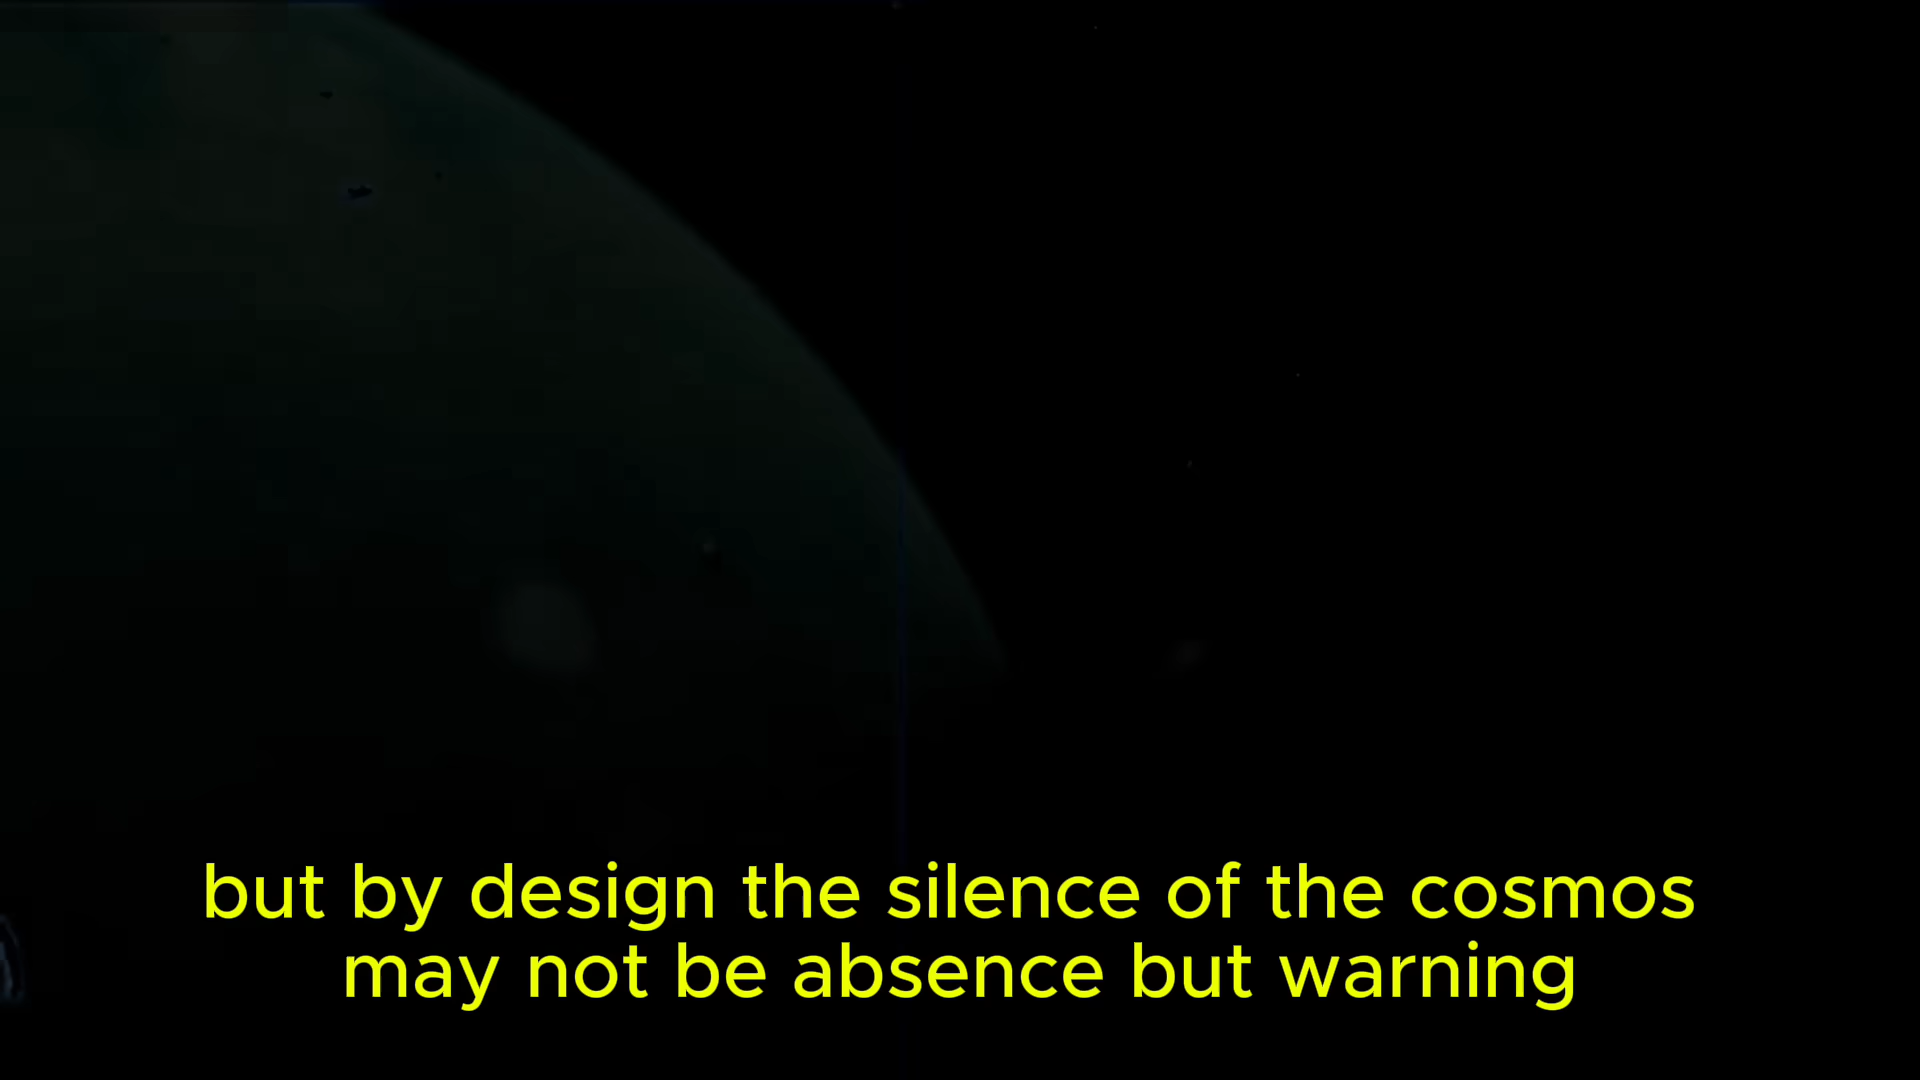 but by design the silence of the cosmos
may not be absence but warning